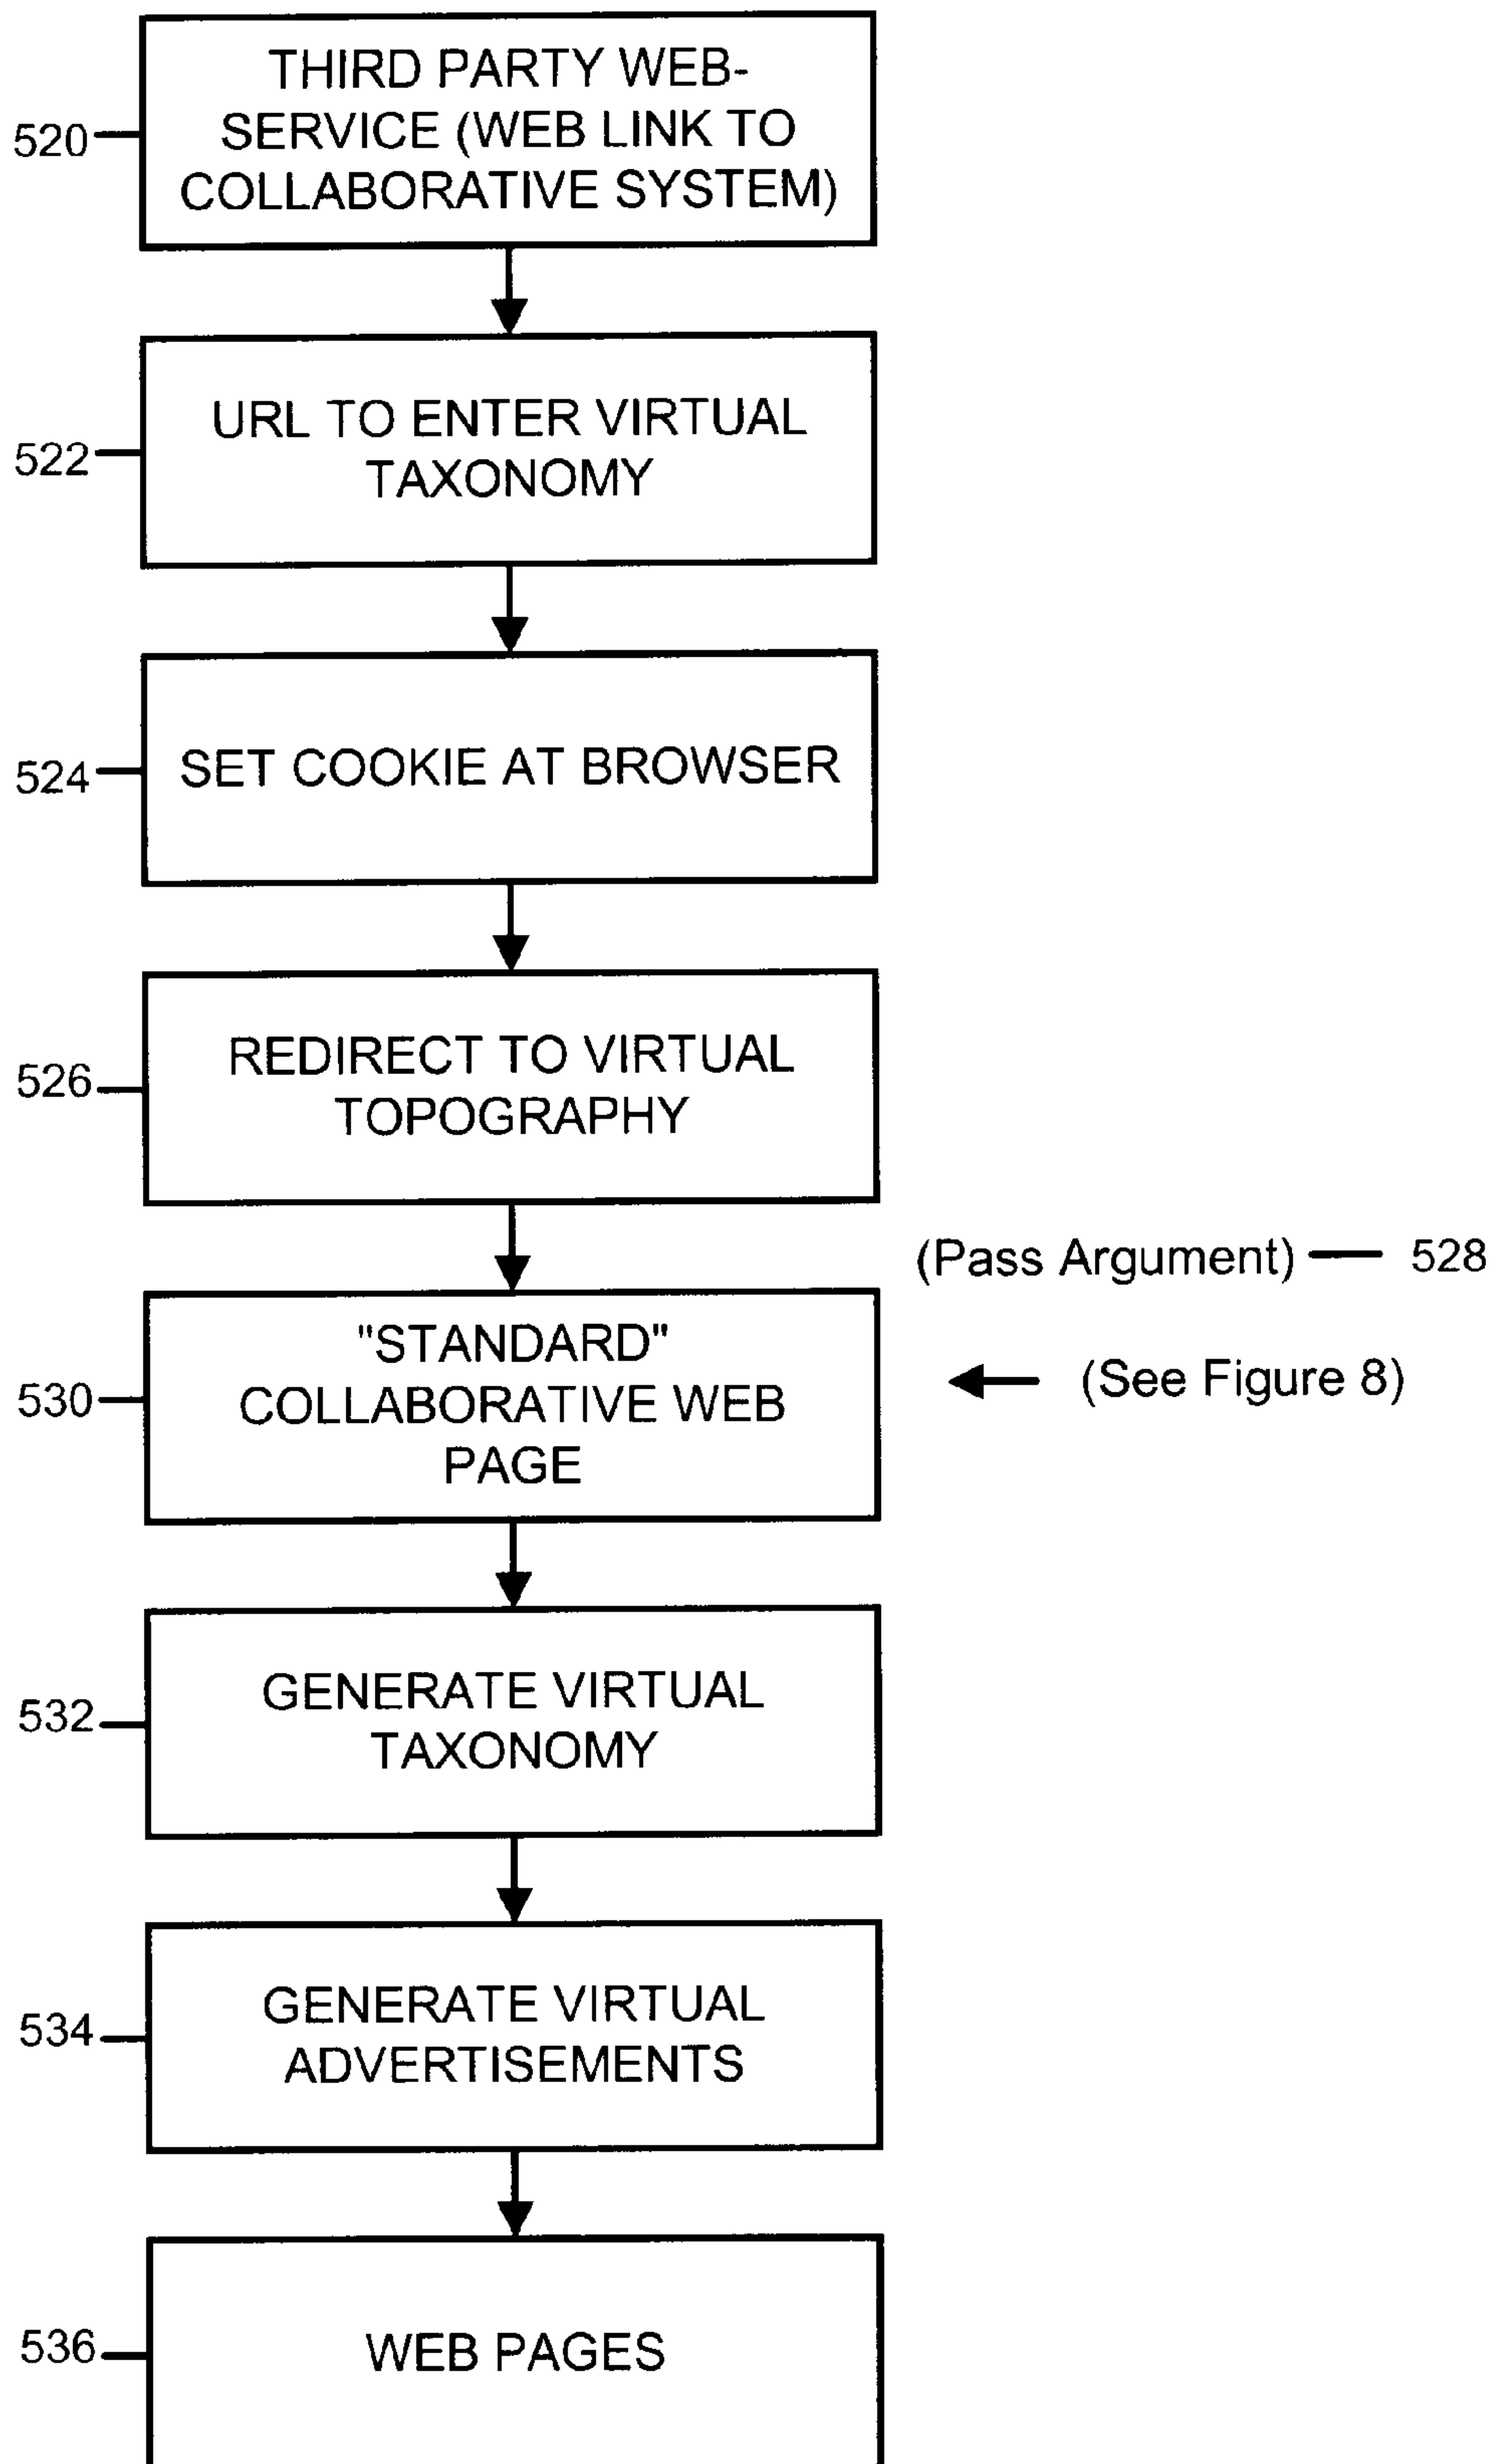 THIRD PARTY WEB-
SERVICE (WEB LINK TO
COLLABORATIVE SYSTEM)
520
URL TO ENTER VIRTUAL
TAXONOMY
522
SET COOKIE AT BROWSER
524
REDIRECT TO VIRTUAL
TOPOGRAPHY
526
(Pass Argument) 528
"STANDARD"
COLLABORATIVE WEB
PAGE
530
(See Figure 8)
GENERATE VIRTUAL
TAXONOMY
532
GENERATE VIRTUAL
ADVERTISEMENTS
534
WEB PAGES
536